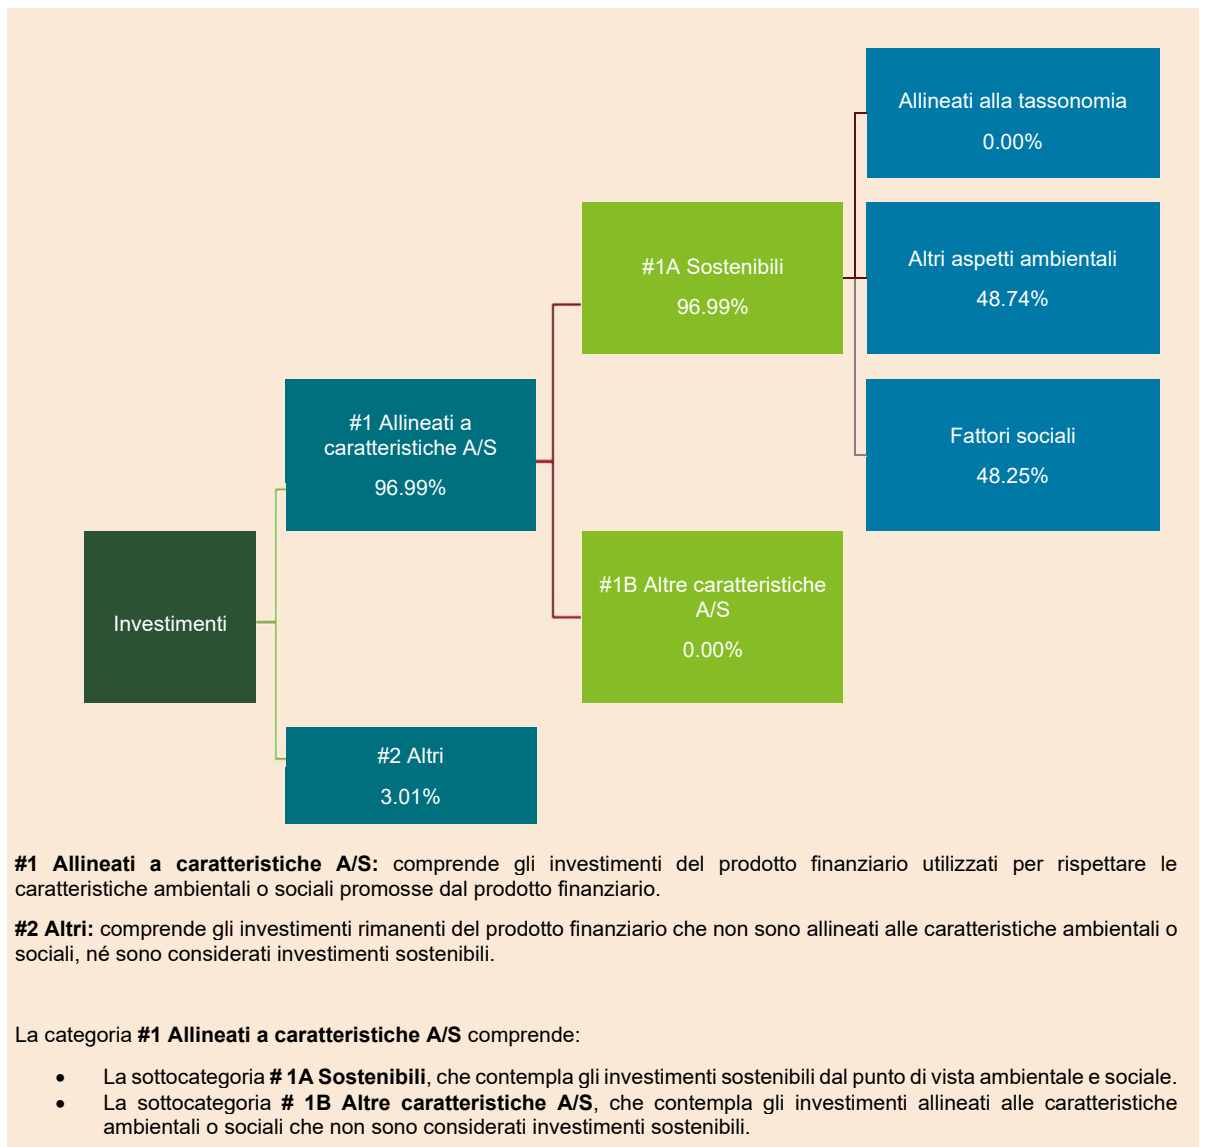 Allineati alla tassonomia
0.00%
#1A Sostenibili
96.99%
Altri aspetti ambientali
48.74%
#1 Allineati a
caratteristiche A/S
96.99%
Fattori sociali
48.25%
Investimenti
#1B Altre caratteristiche
A/S
0.00%
#2 Altri
3.01%
#1 Allineati a caratteristiche A/S: comprende gli investimenti del prodotto finanziario utilizzati per rispettare le
caratteristiche ambientali o sociali promosse dal prodotto finanziario.
#2 Altri: comprende gli investimenti rimanenti del prodotto finanziario che non sono allineati alle caratteristiche ambientali o
sociali, né sono considerati investimenti sostenibili.
La categoria #1 Allineati a caratteristiche A/S comprende:
• La sottocategoria # 1A Sostenibili, che contempla gli investimenti sostenibili dal punto di vista ambientale e sociale.
• La sottocategoria # 1B Altre caratteristiche A/S, che contempla gli investimenti allineati alle caratteristiche
ambientali o sociali che non sono considerati investimenti sostenibili.